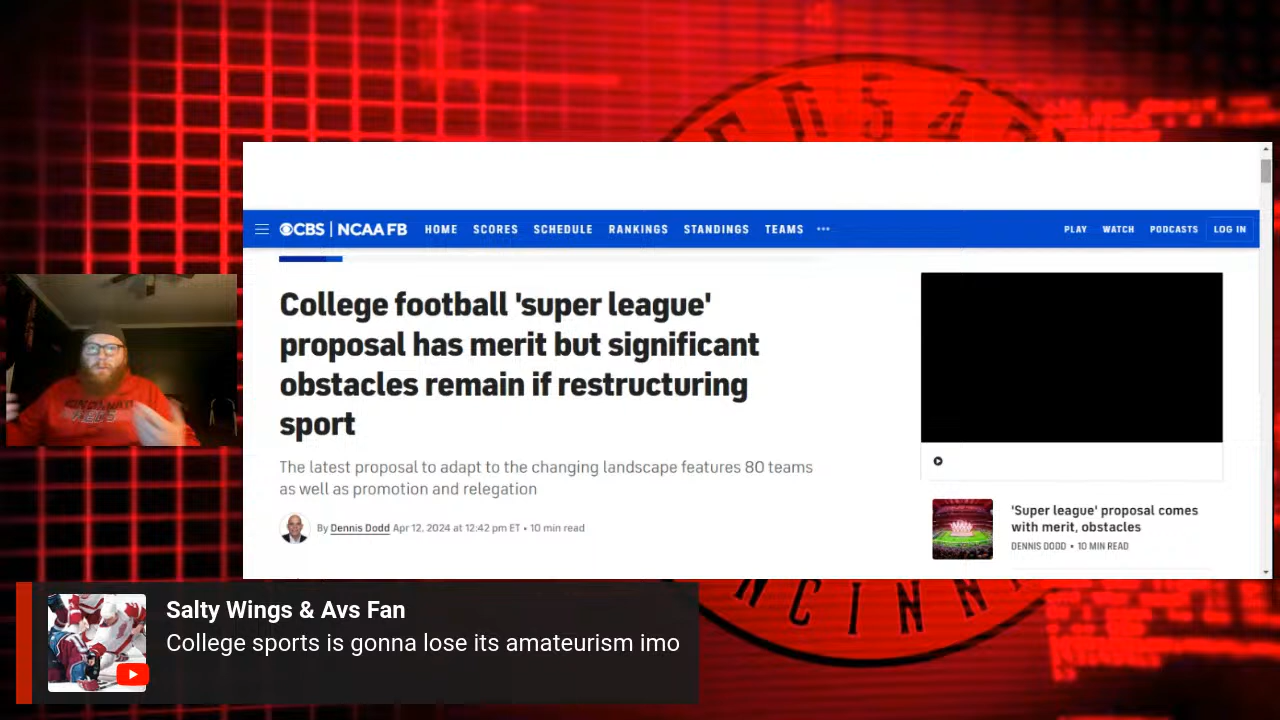 CBS | NCAA FB HOME SCORES SCHEDULE RANKINGS STANDINGS TEAMS ••• PLAY WATCH PODCASTS LOG IN
College football 'super league'
proposal has merit but significant
obstacles remain if restructuring
sport
The latest proposal to adapt to the changing landscape features 80 teams
as well as promotion and relegation
By Dennis Dodd Apr 12, 2024 at 12:42 pm ET • 10 min read
'Super league' proposal comes
with merit, obstacles
DENNIS DODD • 10 MIN READ
Salty Wings & Avs Fan
College sports is gonna lose its amateurism imo